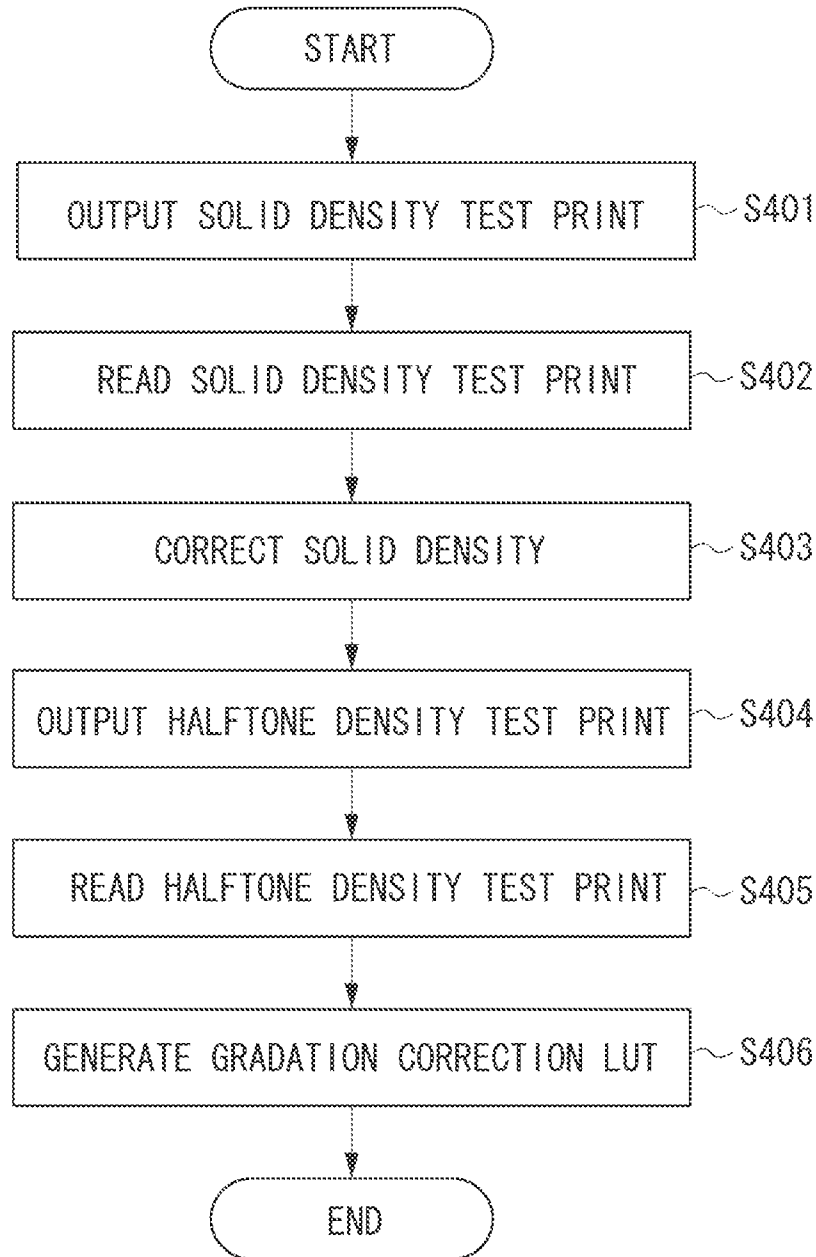 START
OUTPUT SOLID DENSITY TEST PRINT S401
READ SOLID DENSITY TEST PRINT S402
CORRECT SOLID DENSITY S403
OUTPUT HALFTONE DENSITY TEST PRINT S404
READ HALFTONE DENSITY TEST PRINT S405
GENERATE GRADATION CORRECTION LUT S406
END